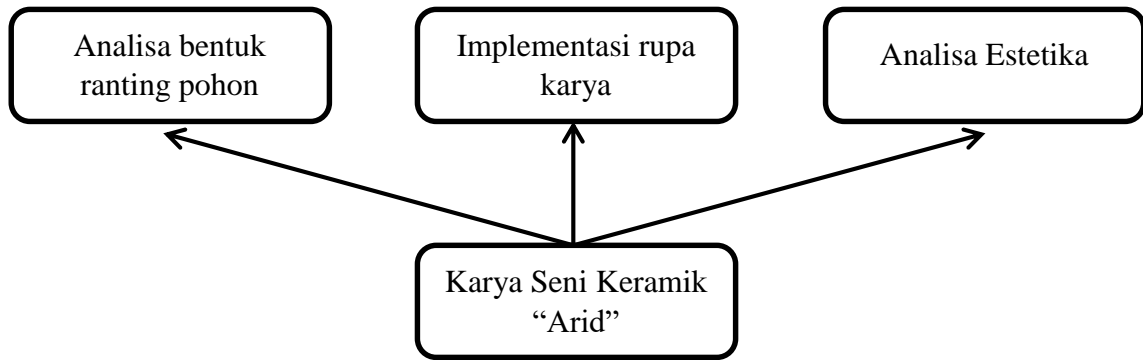 Analisa bentuk
ranting pohon
Implementasi rupa
karya
Analisa Estetika
Karya Seni Keramik
“Arid”